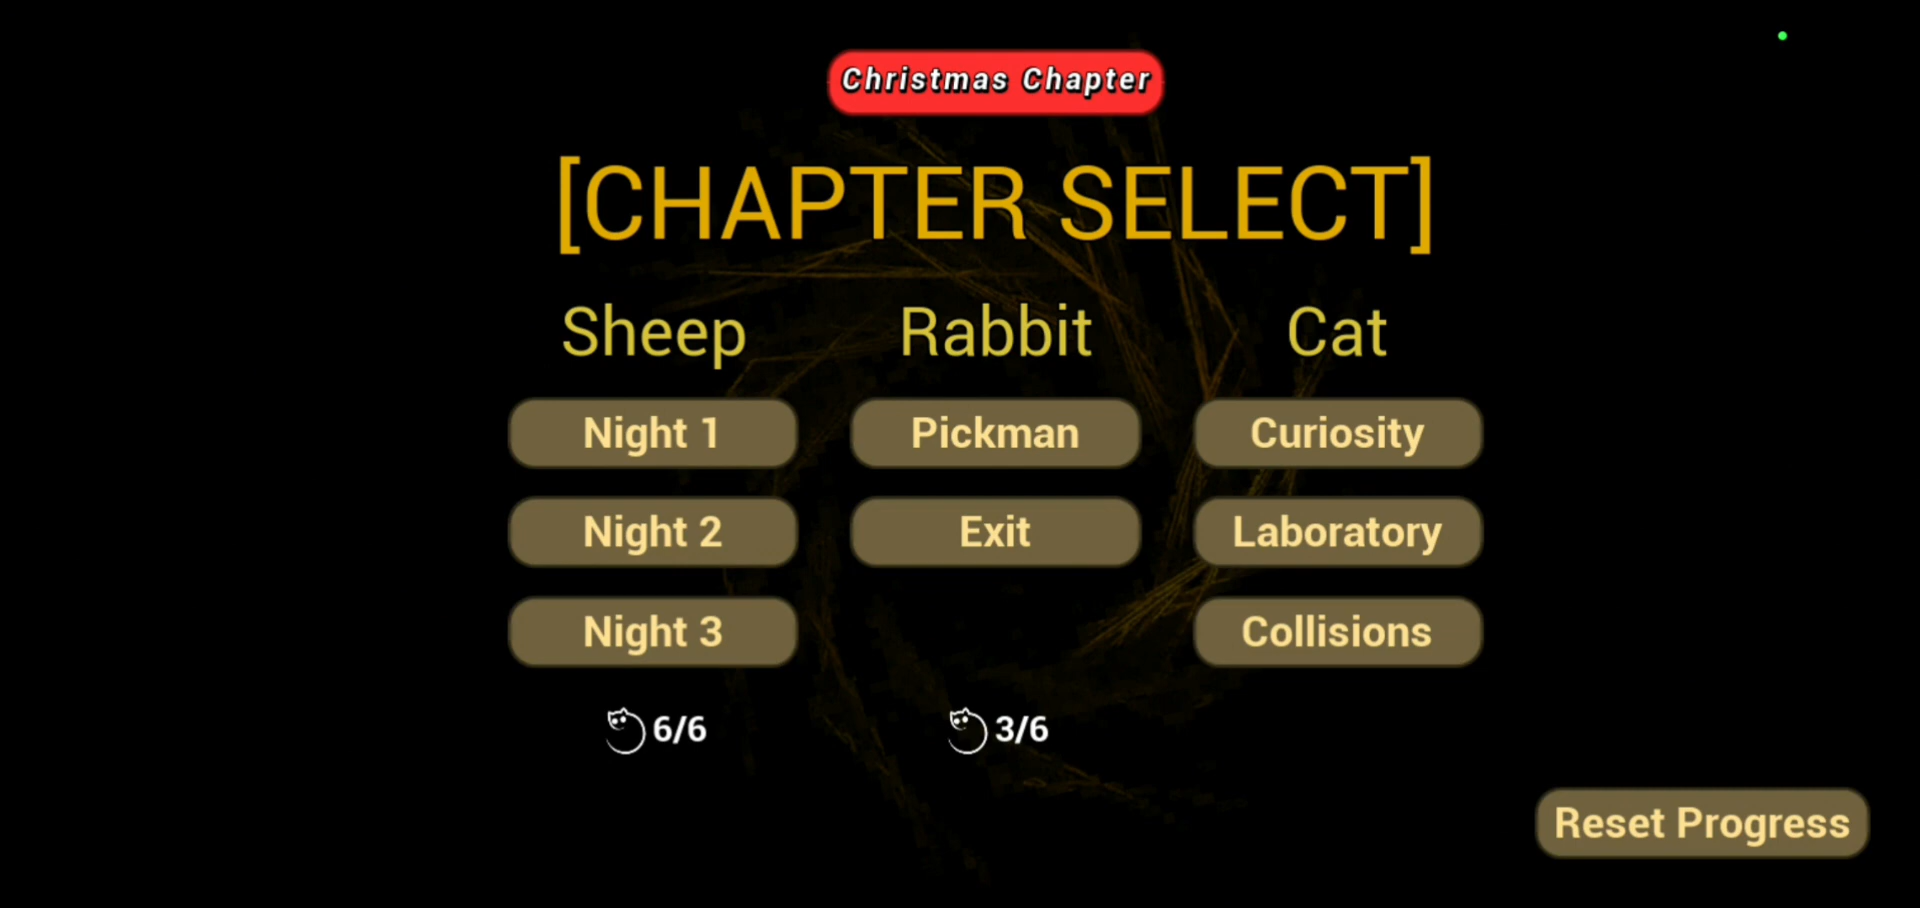 Christmas Chapter
[CHAPTER SELECT]
Sheep Rabbit Cat
Night 1 Pickman Curiosity
Night 2 Exit Laboratory
Night 3 Collisions
6/6 3/6
Reset Progress